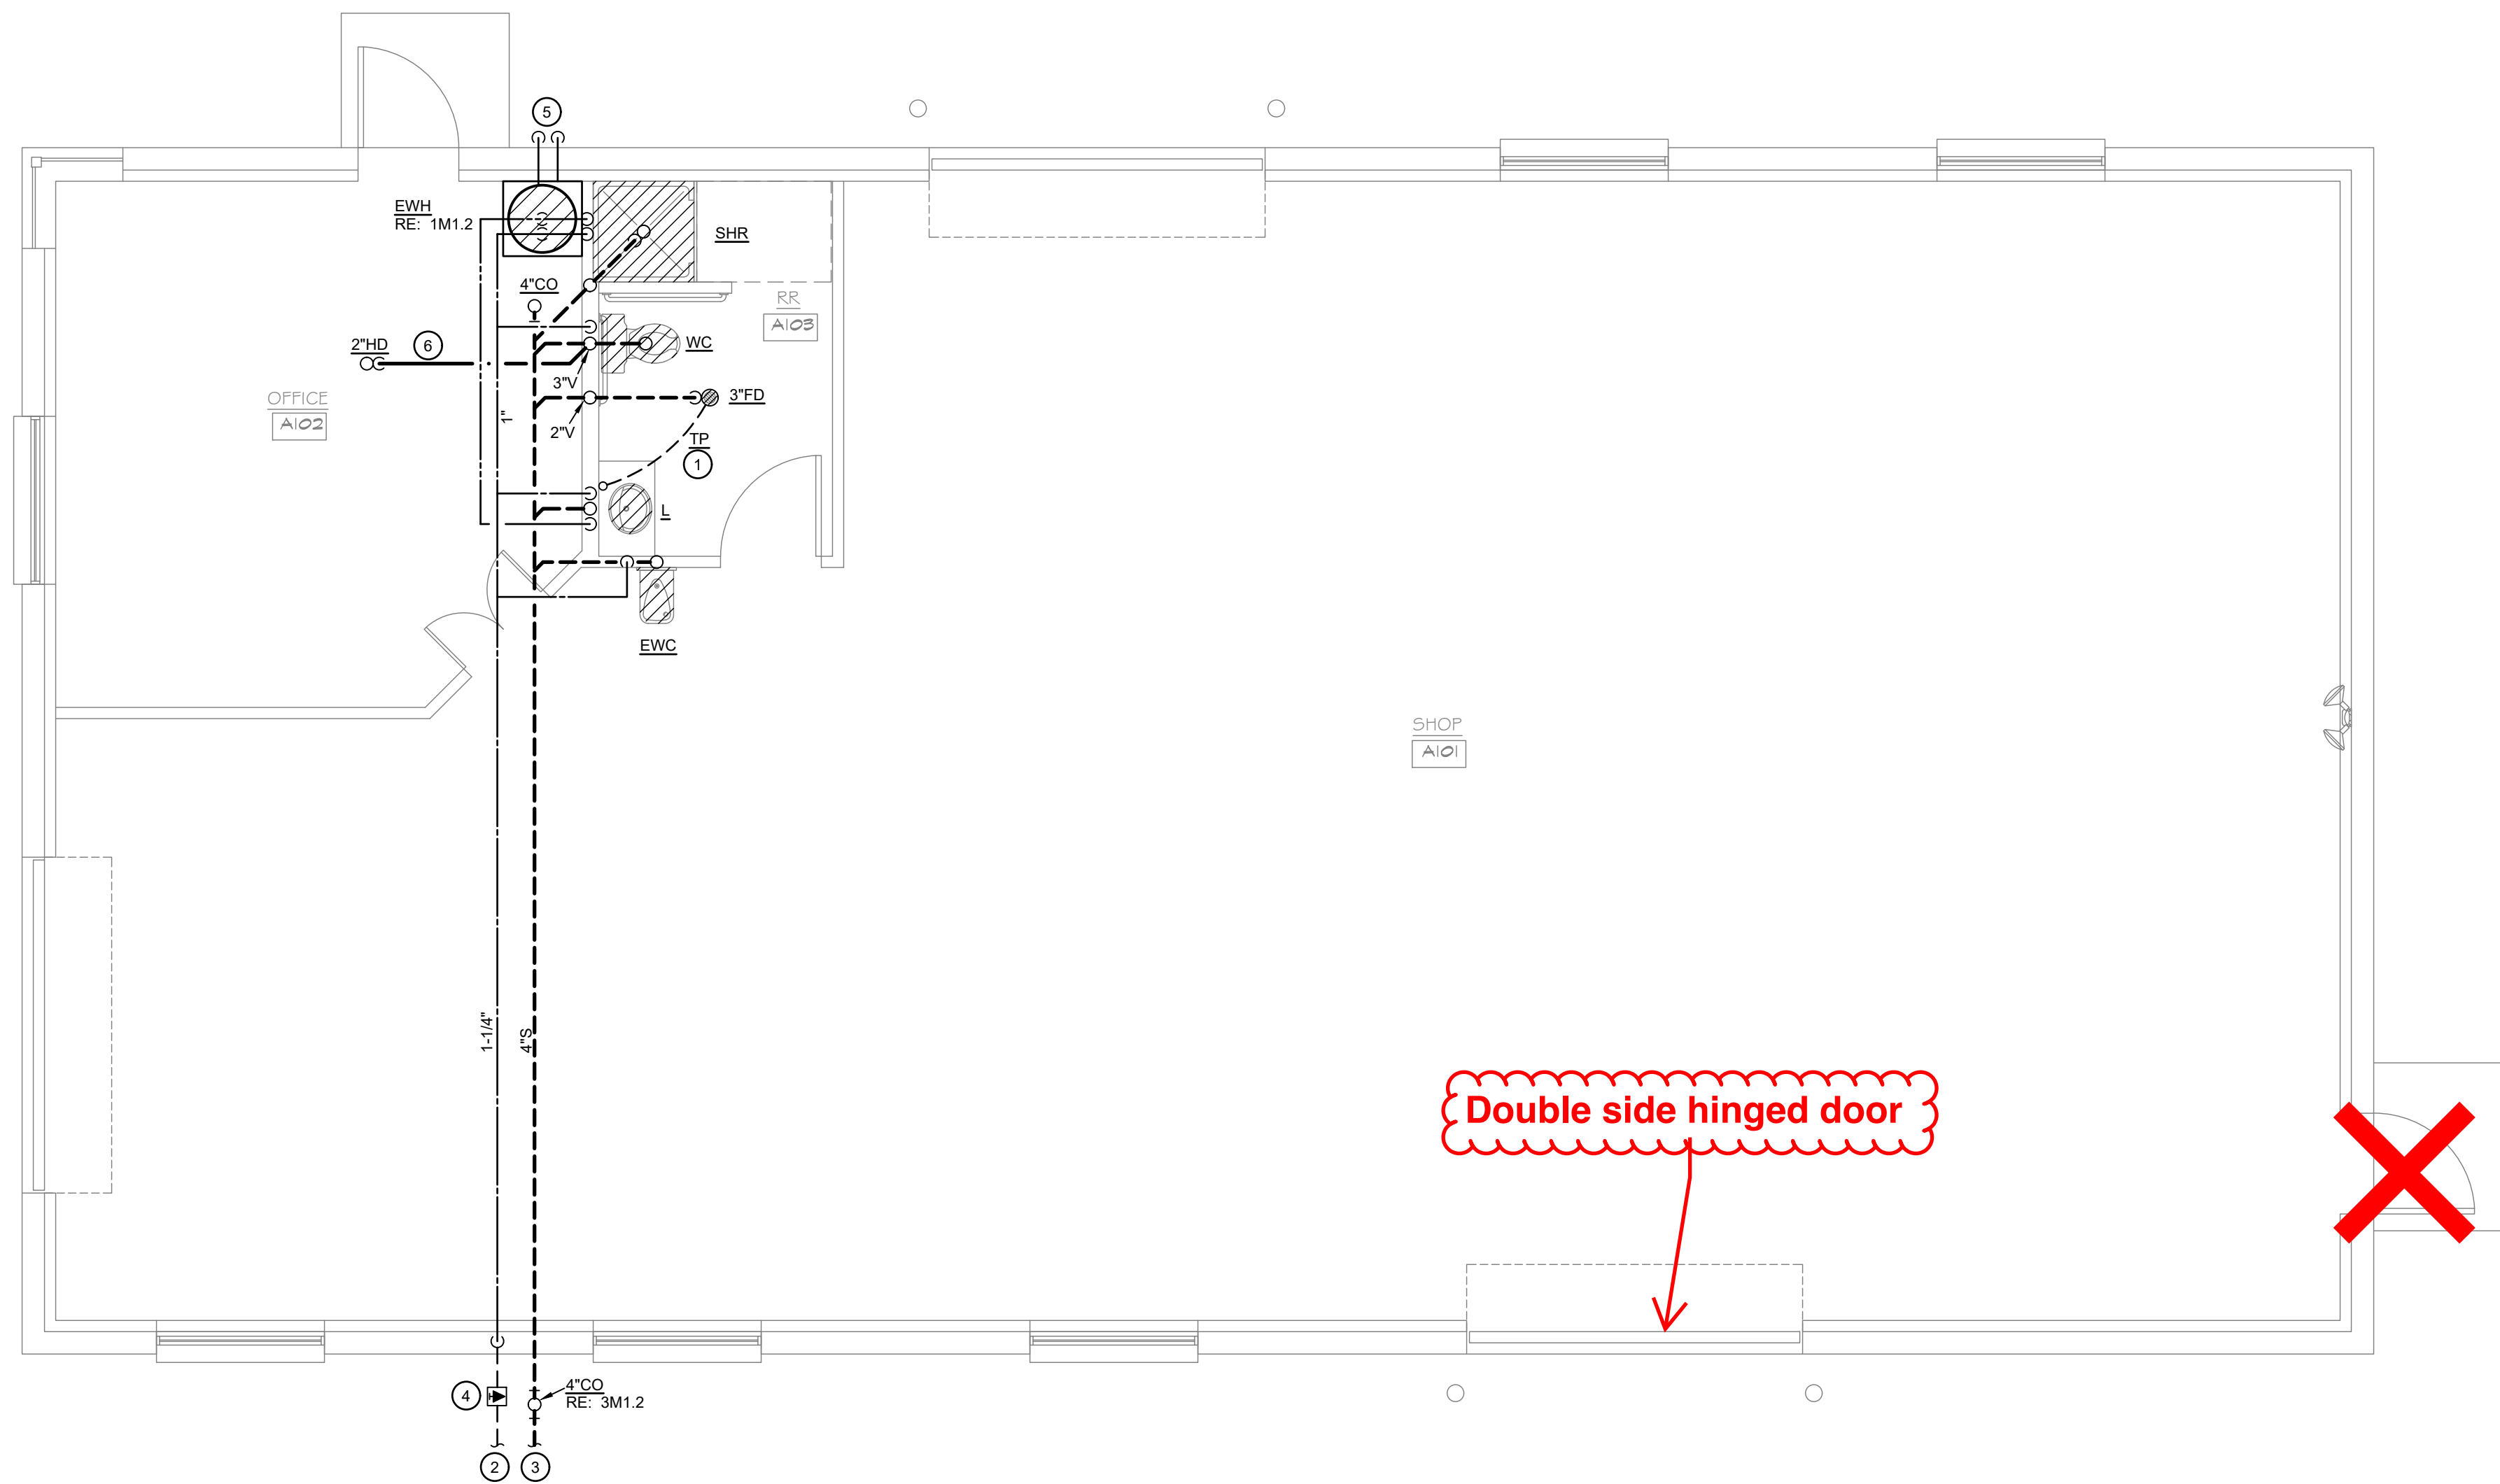 5
EWH
RE: 1M1.2
SHR
4"CO
RR
A103
2"HD
6
WC
3"V
OFFICE
A102
1"
3"FD
2"V
TP
1
L
EWC
SHOP
A101
1-1/4"
4"S
Double side hinged door
4
4"CO
RE: 3M1.2
2
3